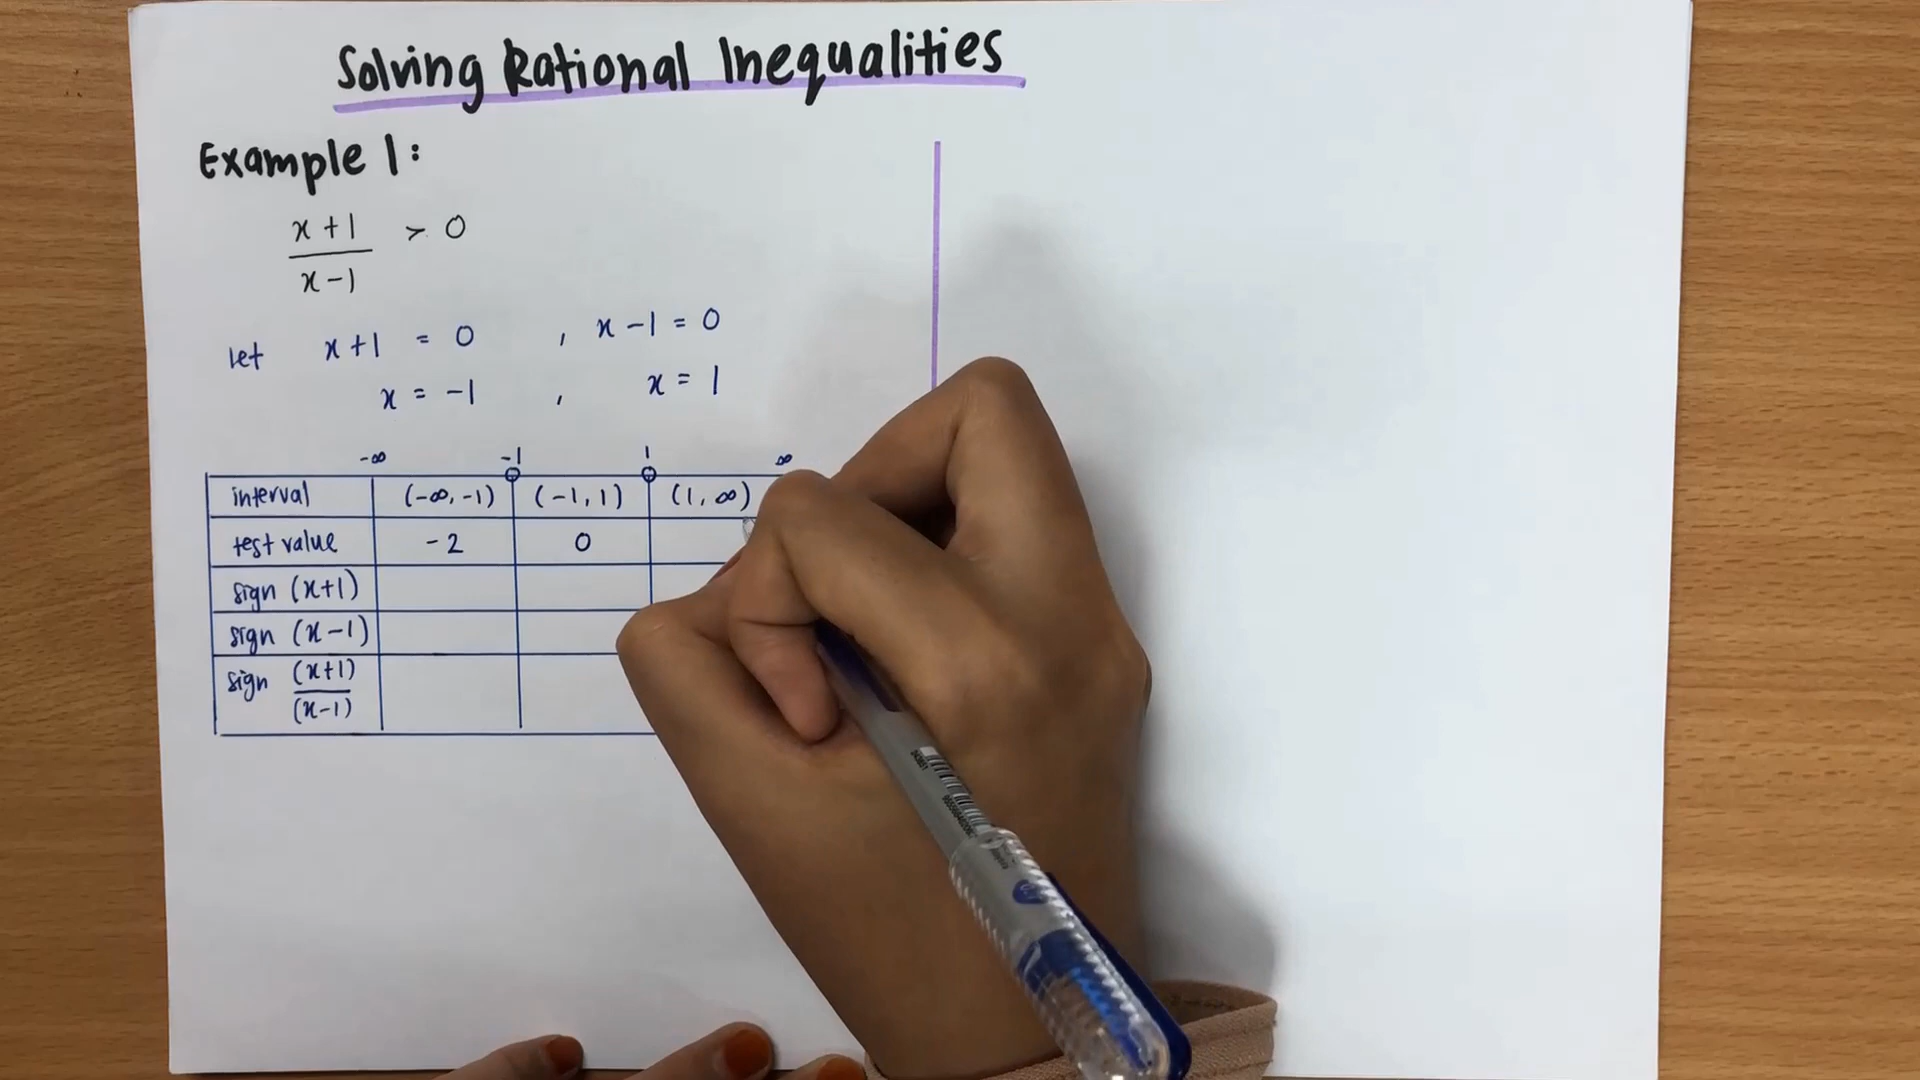 Solving Rational Inequalities
Example 1:
x+1 > 0
x-1
let x+1 = 0 , x-1 = 0
x = -1 , x = 1
-∞ -1 1 ∞
interval (-∞,-1) (-1,1) (1,∞)
test value -2 0
sign (x+1)
sign (x-1)
sign (x+1)
(x-1)